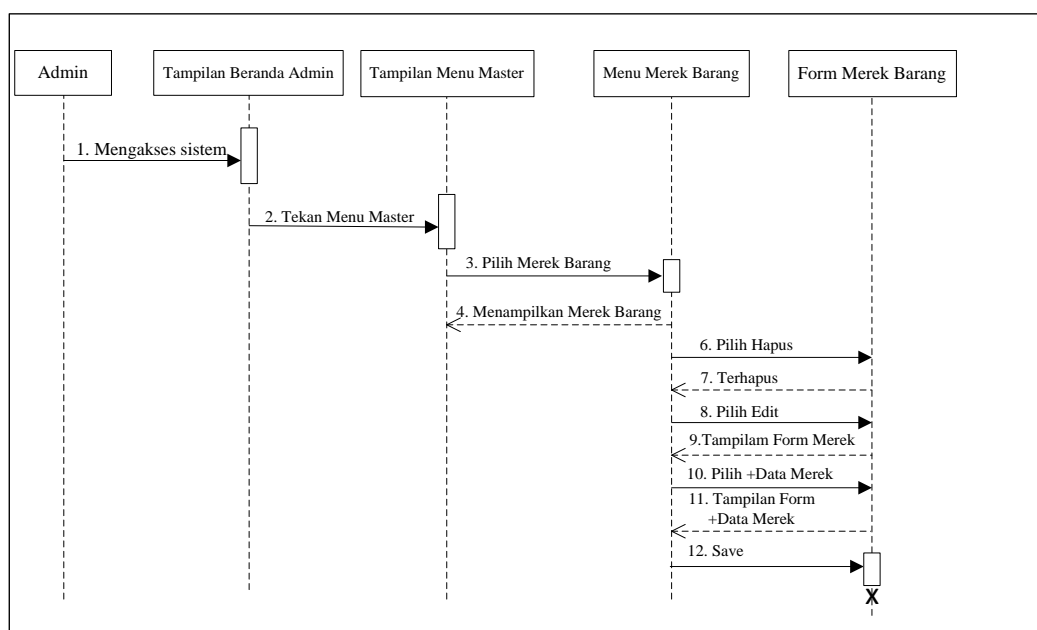 Admin
Tampilan Beranda Admin
Tampilan Menu Master
Menu Merek Barang
Form Merek Barang
1. Mengakses sistem
2. Tekan Menu Master
3. Pilih Merek Barang
4. Menampilkan Merek Barang
6. Pilih Hapus
7. Terhapus
8. Pilih Edit
9.Tampilam Form Merek
10. Pilih +Data Merek
11. Tampilan Form
+Data Merek
12. Save
X